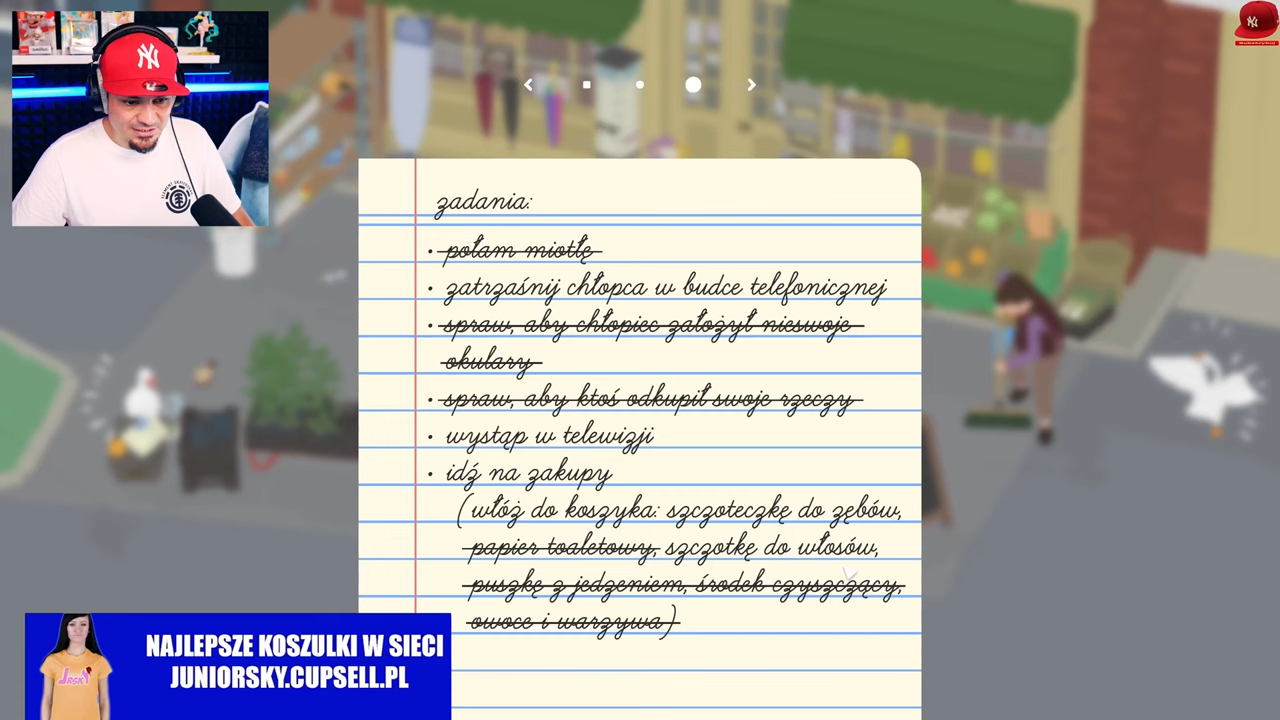 NY
zadania:
• połam miotłę
• zatrzaśnij chłopca w budce telefonicznej
• spraw, aby chłopiec założył nieswoje
okulary
• spraw, aby ktoś odkupił swoje rzeczy
• wystąp w telewizji
• idź na zakupy
(włóż do koszyka: szczoteczkę do zębów,
papier toaletowy, szczotkę do włosów,
puszkę z jedzeniem, środek czyszczący,
owoce i warzywa)
NAJLEPSZE KOSZULKI W SIECI
JUNIORSKY.CUPSELL.PL